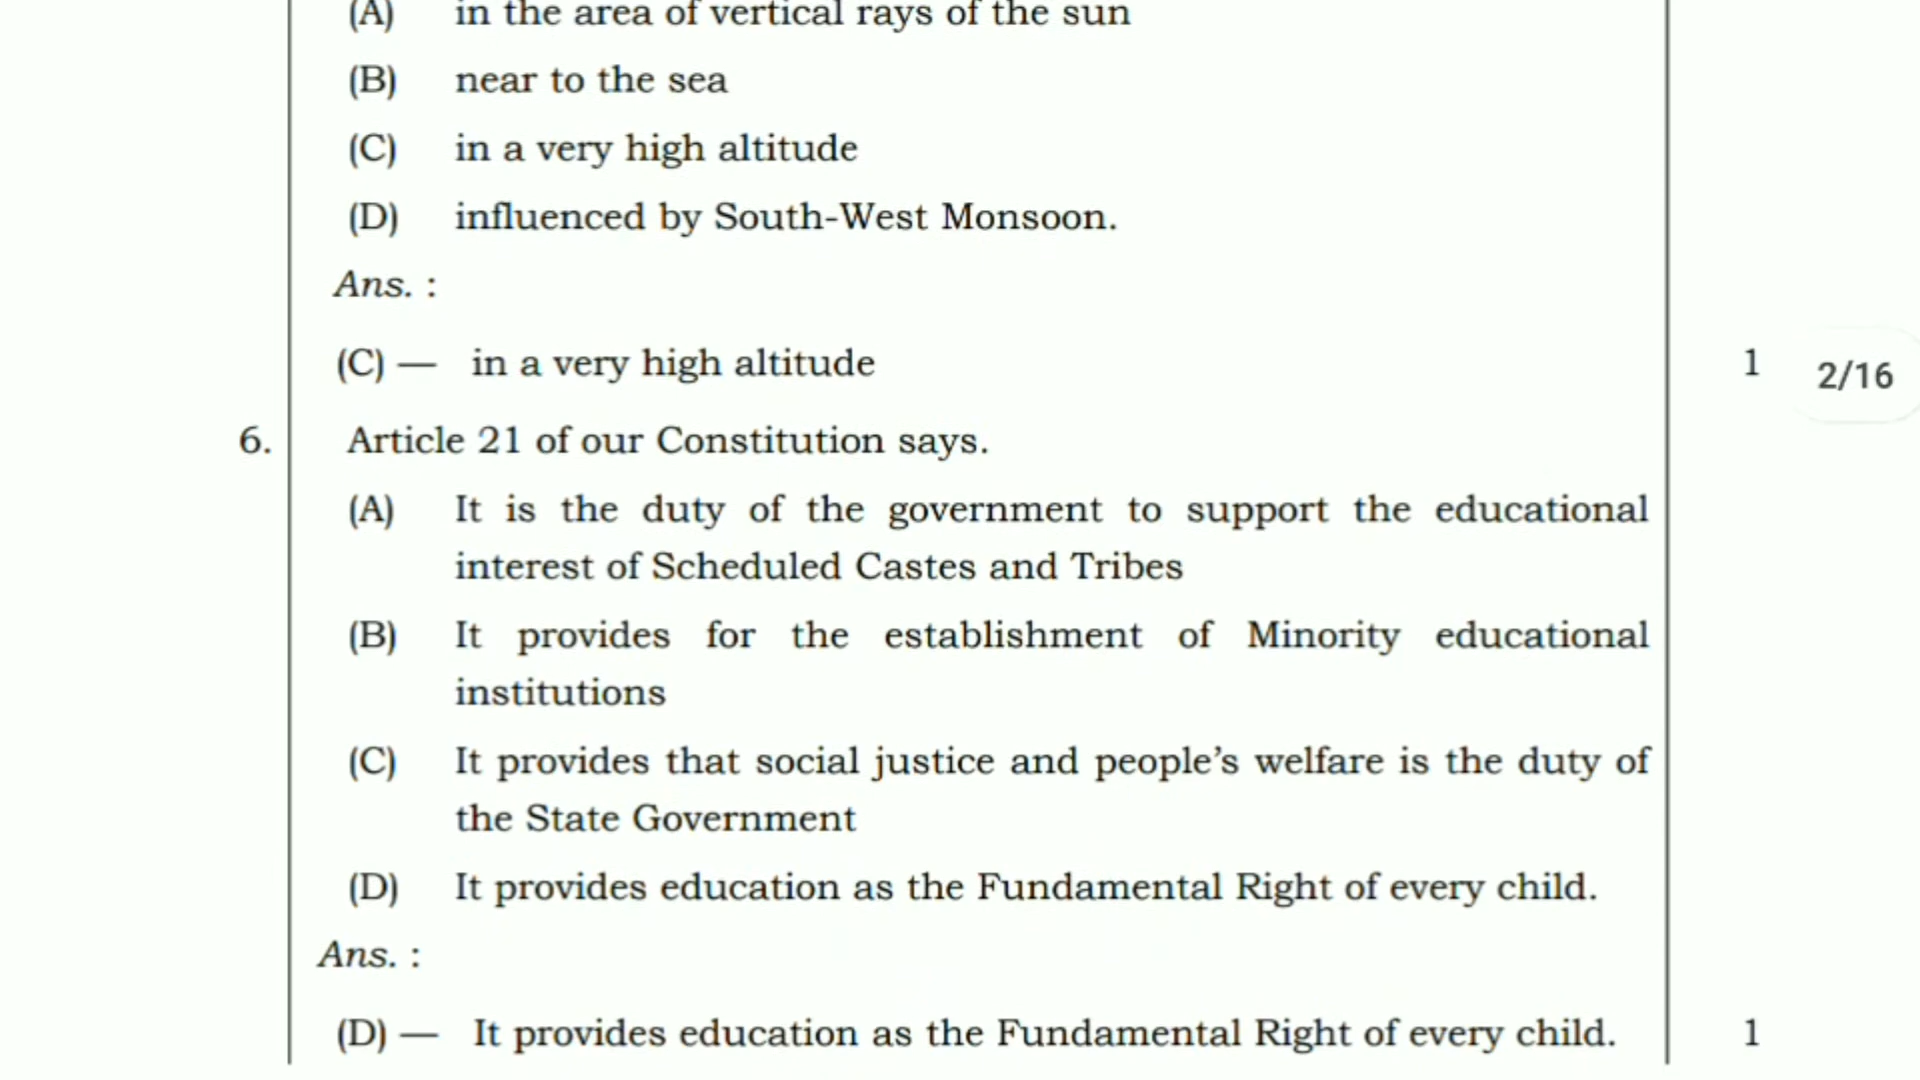 (A) in the area of vertical rays of the sun
(B) near to the sea
(C) in a very high altitude
(D) influenced by South-West Monsoon.
Ans. :
(C) — in a very high altitude 1
2/16
6. Article 21 of our Constitution says.
(A) It is the duty of the government to support the educational
interest of Scheduled Castes and Tribes
(B) It provides for the establishment of Minority educational
institutions
(C) It provides that social justice and people’s welfare is the duty of
the State Government
(D) It provides education as the Fundamental Right of every child.
Ans. :
(D) — It provides education as the Fundamental Right of every child. 1